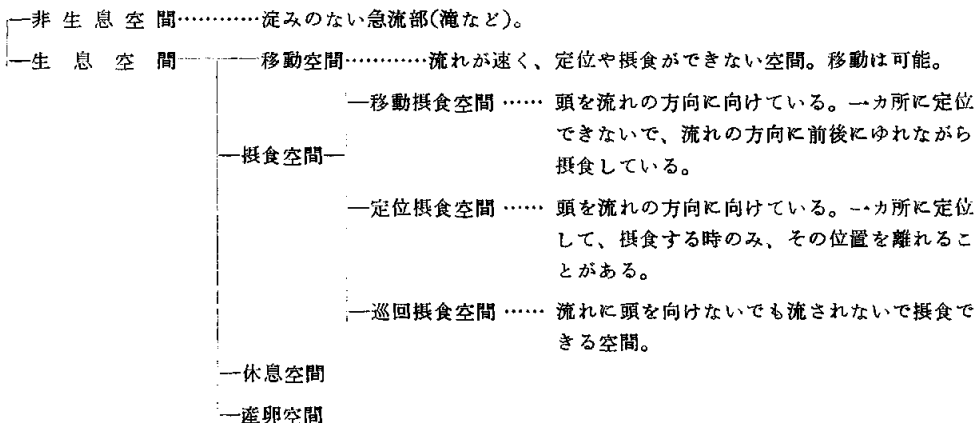 非生息空間…………淀みのない急流部(滝など)。
生息空間 移動空間…………流れが速く、定位や摂食ができない空間。移動は可能。
移動摂食空間…… 頭を流れの方向に向けている。一カ所に定位
できないで、流れの方向に前後にゆれながら
摂食空間
摂食している。
定位摂食空間…… 頭を流れの方向に向けている。一カ所に定位
して、摂食する時のみ、その位置を離れるこ
とがある。
巡回摂食空間…… 流れに頭を向けないでも流されないで摂食で
きる空間。
休息空間
産卵空間